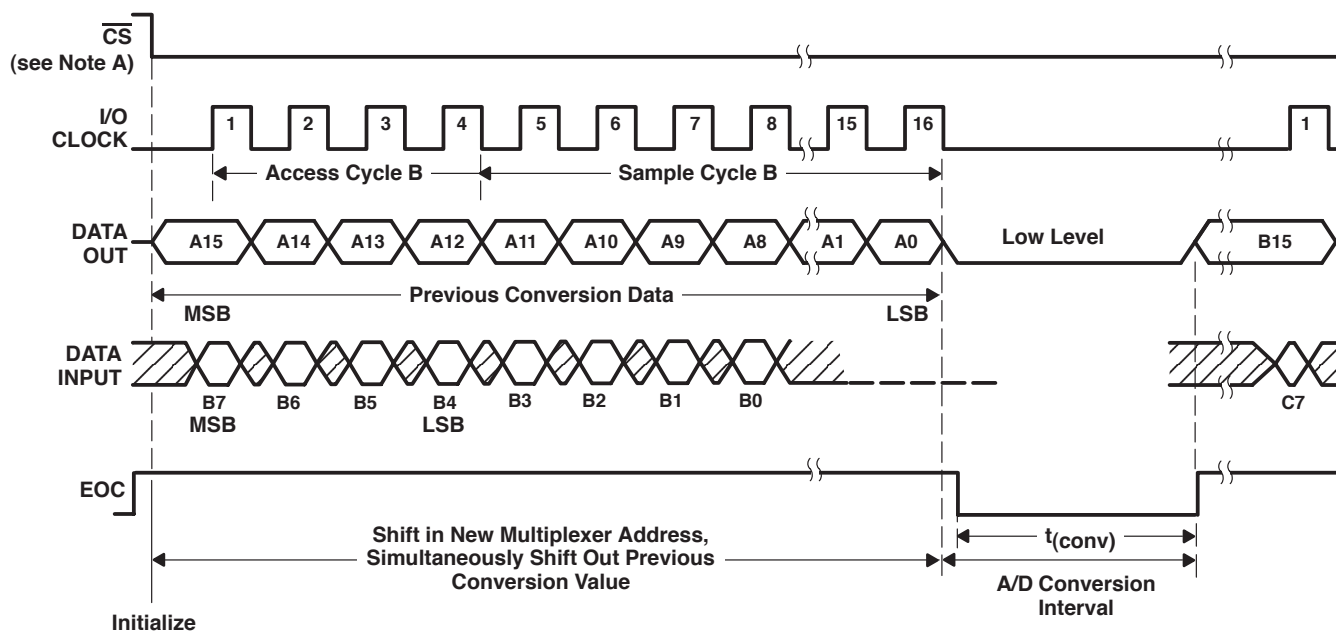 CS
(see Note A)
I/O
CLOCK
1 2 3 4 5 6 7 8 15 16 1
Access Cycle B Sample Cycle B
DATA
OUT
A15 A14 A13 A12 A11 A10 A9 A8 A1 A0 Low Level B15
Previous Conversion Data
MSB LSB
DATA
INPUT
B7 B6 B5 B4 B3 B2 B1 B0 C7
MSB LSB
EOC
Shift in New Multiplexer Address,
Simultaneously Shift Out Previous
Conversion Value
t(conv)
A/D Conversion
Interval
Initialize